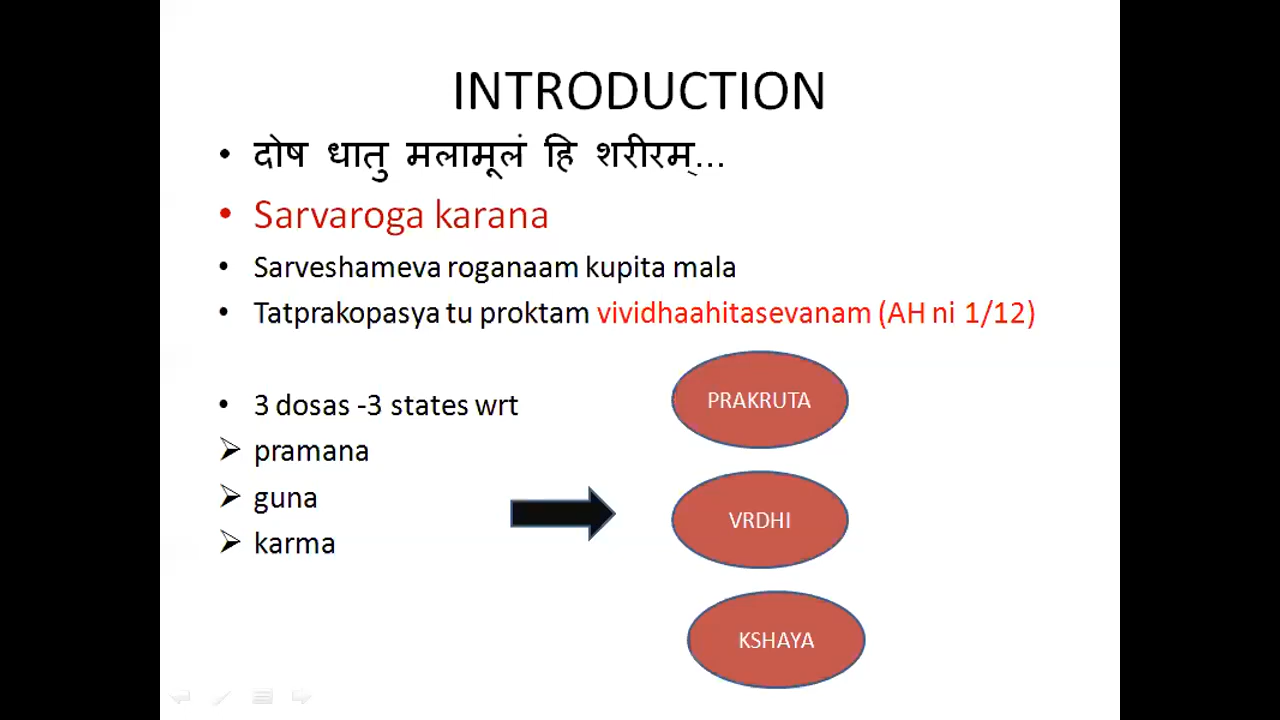 INTRODUCTION
• दोष धातु मलामूलं हि शरीरम्...
• Sarvaroga karana
• Sarveshameva roganaam kupita mala
• Tatprakopasya tu proktam vividhaahitasevanam (AH ni 1/12)
• 3 dosas -3 states wrt
➢ pramana
➢ guna
➢ karma
PRAKRUTA
VRDHI
KSHAYA